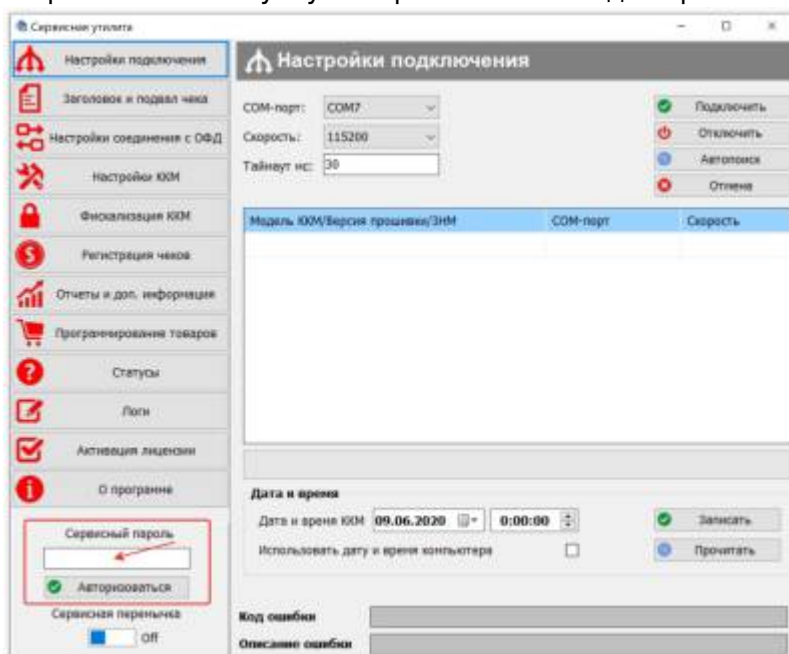 Сервисная утилита
Настройки подключения
Заголовок и подвал чека
Настройки соединения с ОФД
Настройки ККМ
Фискализация ККМ
Регистрация чеков
Отчеты и доп. информация
Программирование товаров
Статусы
Логи
Активация лицензии
О программе
Сервисный пароль
Авторизоваться
Сервисная перемычка
Off
Настройки подключения
COM-порт: COM7
Скорость: 115200
Таймаут мс: 30
Подключить
Отключить
Автопоиск
Отмена
Модель ККМ/Версия прошивки/ЗНМ COM-порт Скорость
Дата и время
Дата и время ККМ 09.06.2020 0:00:00
Записать
Использовать дату и время компьютера
Прочитать
Код ошибки
Описание ошибки